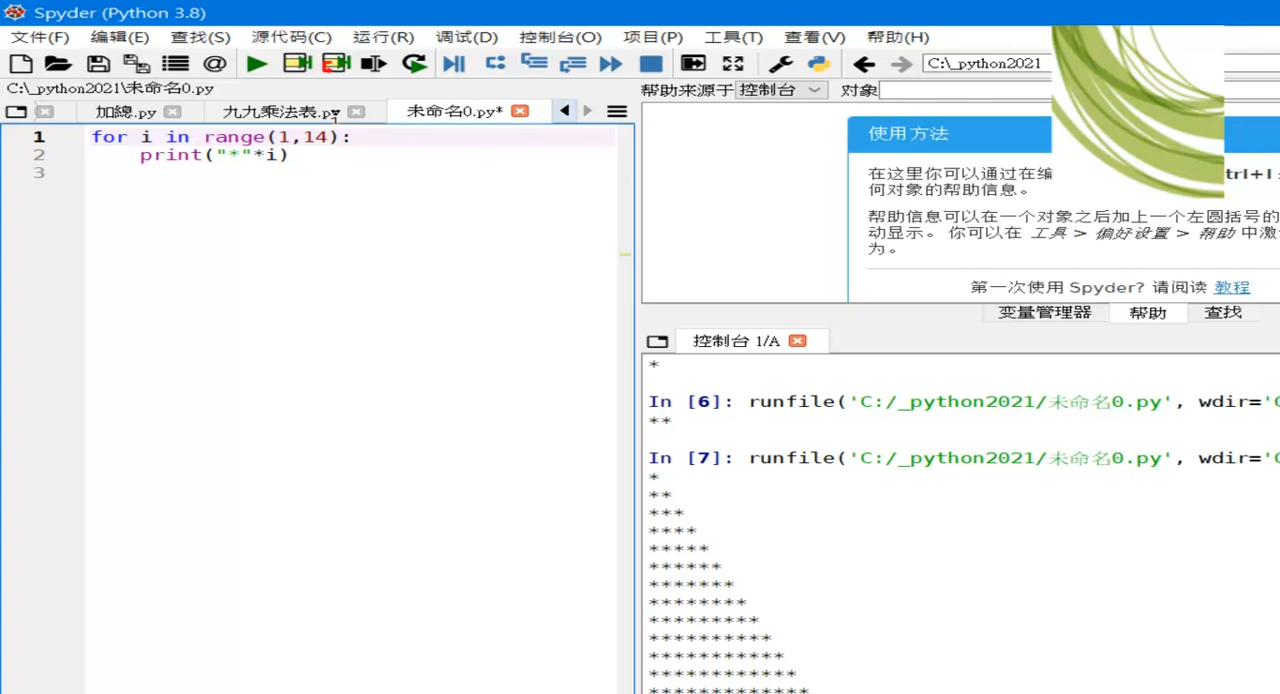 Spyder (Python 3.8)
文件(F) 编辑(E) 查找(S) 源代码(C) 运行(R) 调试(D) 控制台(O) 项目(P) 工具(T) 查看(V) 帮助(H)
C:\_python2021
C:\_python2021\未命名0.py
加總.py 九九乘法表.py 未命名0.py*
1 for i in range(1,14):
2 print("*"*i)
3
帮助来源于 控制台 对象
使用方法
在这里你可以通过在编 trl+I
何对象的帮助信息。
帮助信息可以在一个对象之后加上一个左圆括号的
动显示。 你可以在 工具 > 偏好设置 > 帮助 中激
为。
第一次使用 Spyder? 请阅读 教程
变量管理器 帮助 查找
控制台 1/A
*
In [6]: runfile('C:/_python2021/未命名0.py', wdir='C
**
In [7]: runfile('C:/_python2021/未命名0.py', wdir='C
*
**
***
****
*****
******
*******
********
*********
**********
***********
************
*************